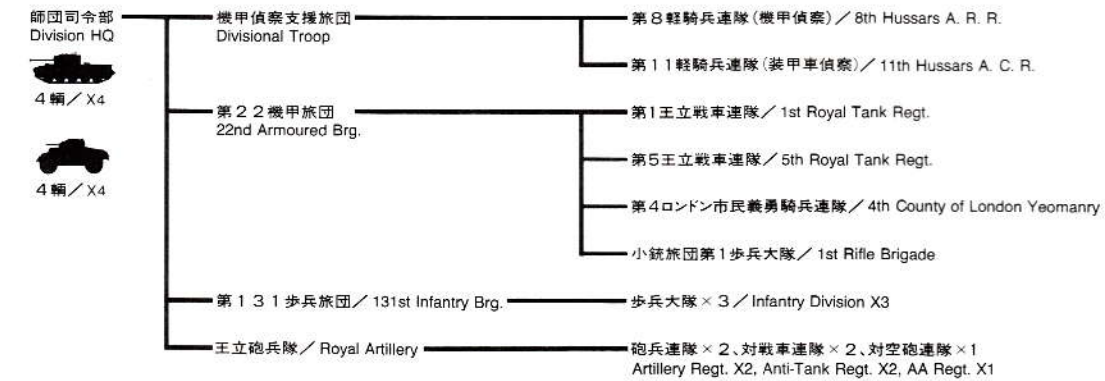 師団司令部
Division HQ
4輌/X4
4輌/X4
機甲偵察支援旅団
Divisional Troop
第8軽騎兵連隊(機甲偵察)/8th Hussars A. R. R.
第11軽騎兵連隊(装甲車偵察)/11th Hussars A. C. R.
第22機甲旅団
22nd Armoured Brg.
第1王立戦車連隊/1st Royal Tank Regt.
第5王立戦車連隊/5th Royal Tank Regt.
第4ロンドン市民義勇騎兵連隊/4th County of London Yeomanry
小銃旅団第1歩兵大隊/1st Rifle Brigade
第131歩兵旅団/131st Infantry Brg.
歩兵大隊×3/Infantry Division X3
王立砲兵隊/Royal Artillery
砲兵連隊×2、対戦車連隊×2、対空砲連隊×1
Artillery Regt. X2, Anti-Tank Regt. X2, AA Regt. X1